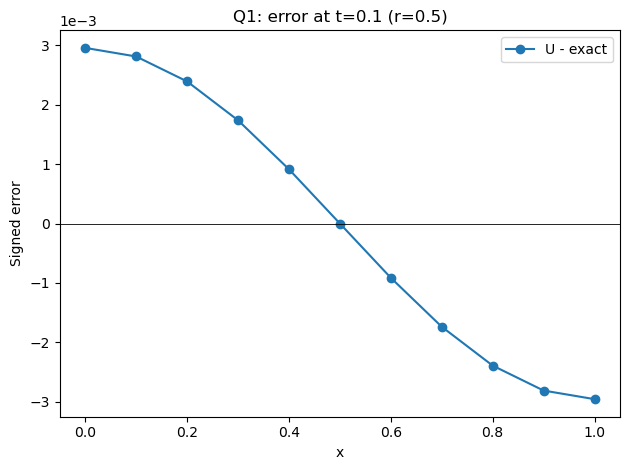 Q1: error at t=0.1 (r=0.5)
1e−3
U - exact
3
2
1
0
−1
−2
−3
Signed error
0.0 0.2 0.4 0.6 0.8 1.0
x